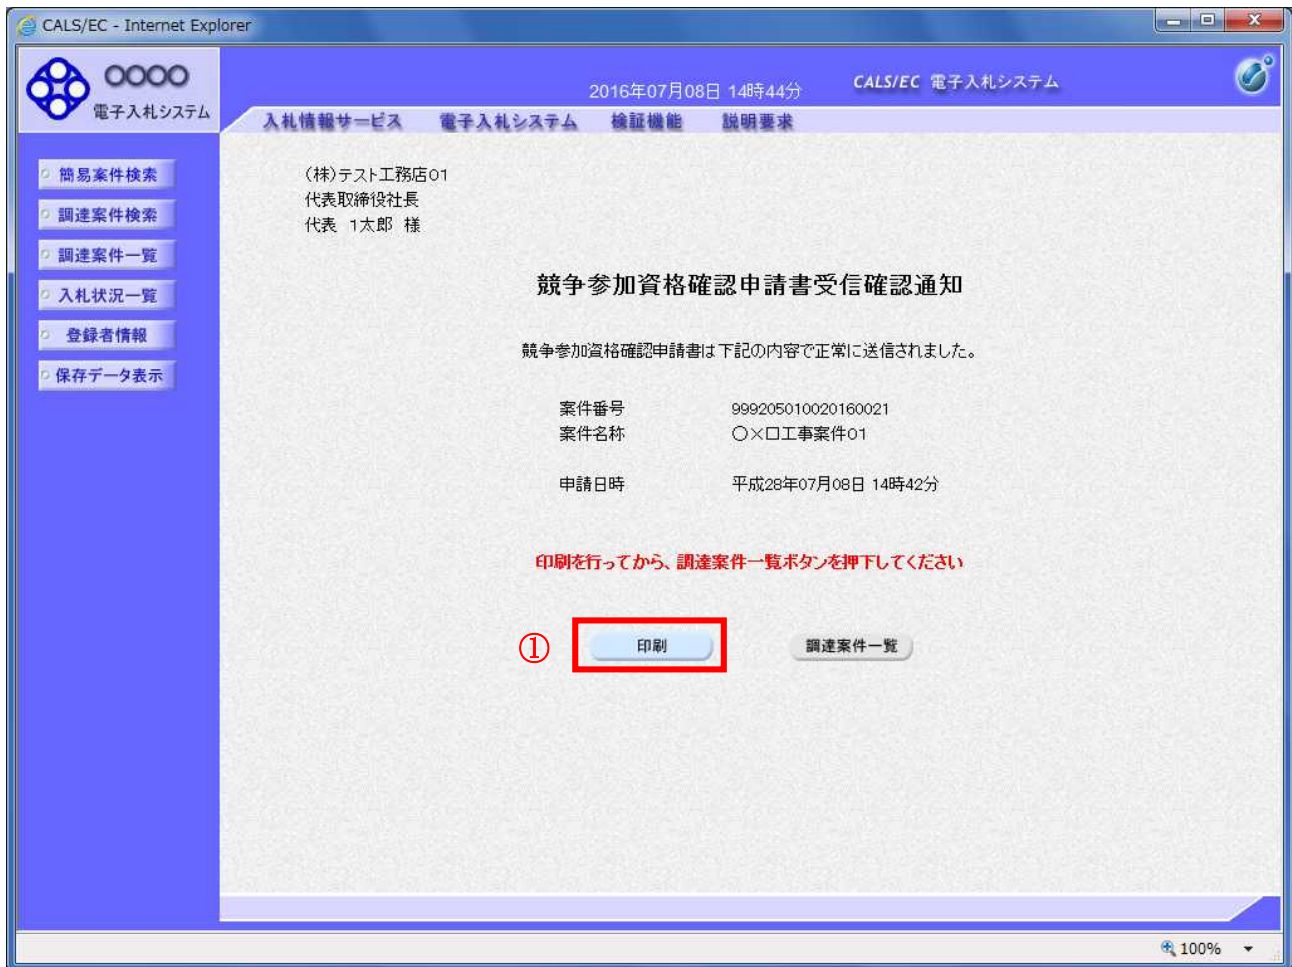 CALS/EC - Internet Explorer
○○○○
電子入札システム
2016年07月08日 14時44分
CALS/EC 電子入札システム
入札情報サービス 電子入札システム 検証機能 説明要求
簡易案件検索
調達案件検索
調達案件一覧
入札状況一覧
登録者情報
保存データ表示
(株)テスト工務店01
代表取締役社長
代表 1太郎 様
競争参加資格確認申請書受信確認通知
競争参加資格確認申請書は下記の内容で正常に送信されました。
案件番号 999205010020160021
案件名称 ○×口工事案件01
申請日時 平成28年07月08日 14時42分
印刷を行ってから、調達案件一覧ボタンを押下してください
① 印刷 調達案件一覧
100%